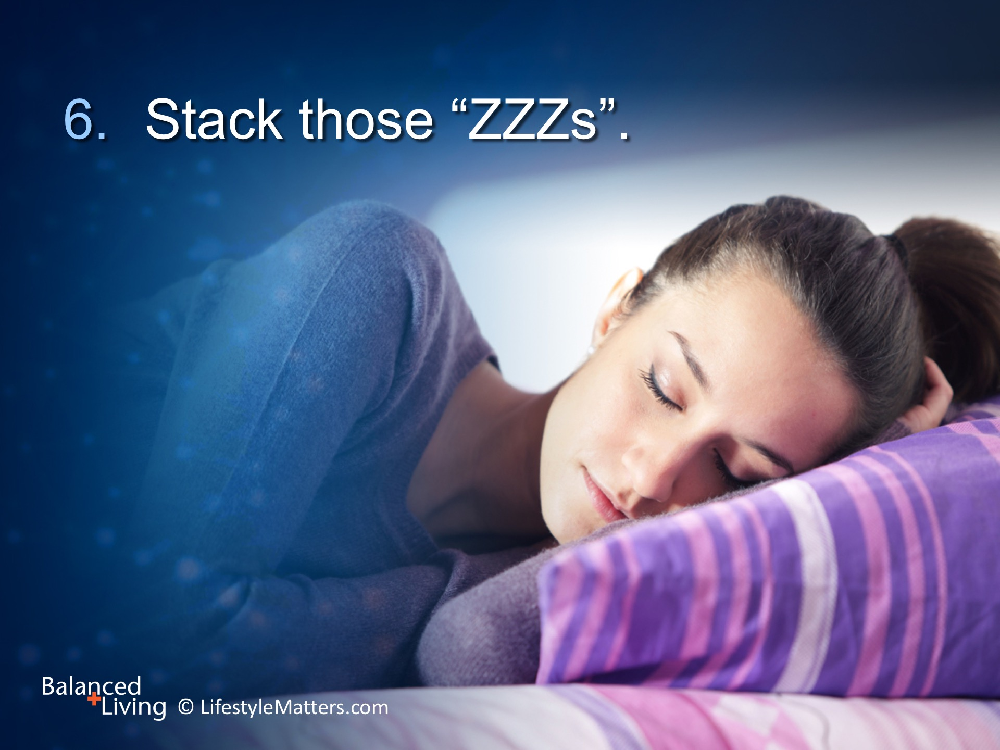 6. Stack those “ZZZs”.
Balanced
+Living © LifestyleMatters.com